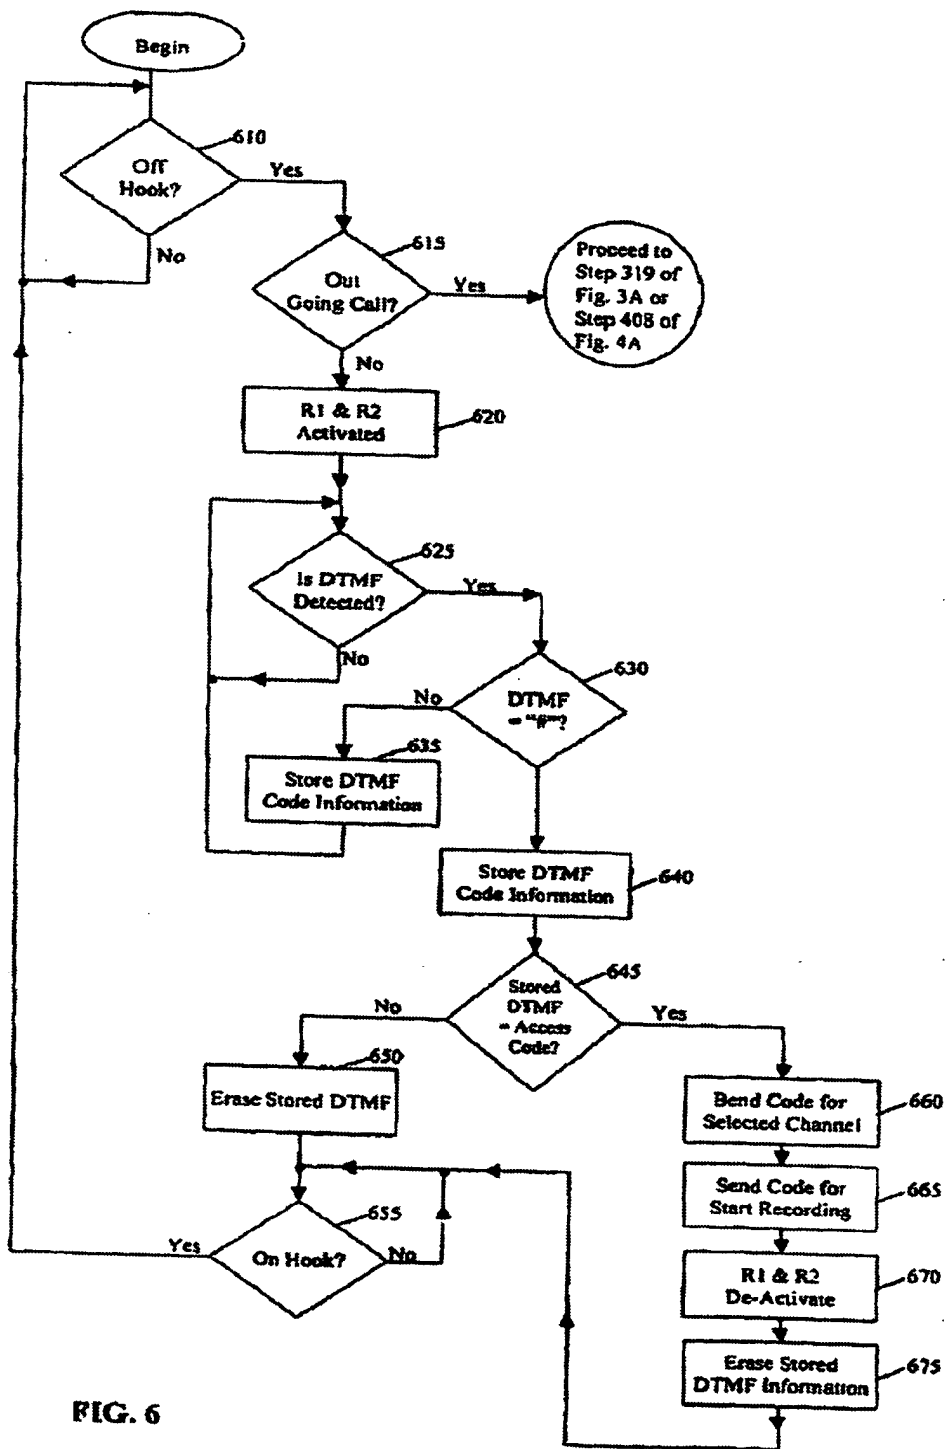 Begin
610
Off
Hook?
Yes
No
615
Out
Going Call?
Yes
No
Proceed to
Step 319 of
Fig. 3A or
Step 408 of
Fig. 4A
R1 & R2
Activated
620
625
Is DTMF
Detected?
Yes
No
630
DTMF
= "#"?
No
635
Store DTMF
Code Information
Store DTMF
Code Information
640
645
Stored
DTMF
= Access
Code?
No
Yes
650
Erase Stored DTMF
Bend Code for
Selected Channel
660
Send Code for
Start Recording
665
655
On Hook?
Yes
No
R1 & R2
De-Activate
670
Erase Stored
DTMF Information
675
FIG. 6